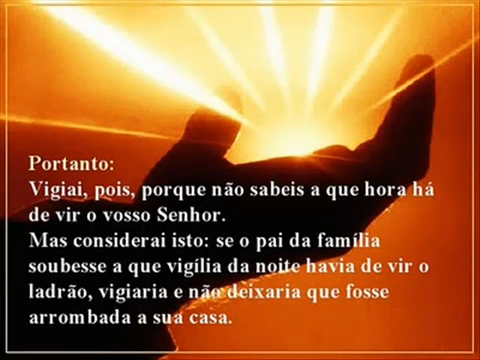 Portanto:
Vigiai, pois, porque não sabeis a que hora há
de vir o vosso Senhor.
Mas considerai isto: se o pai da família
soubesse a que vigília da noite havia de vir o
ladrão, vigiaria e não deixaria que fosse
arrombada a sua casa.